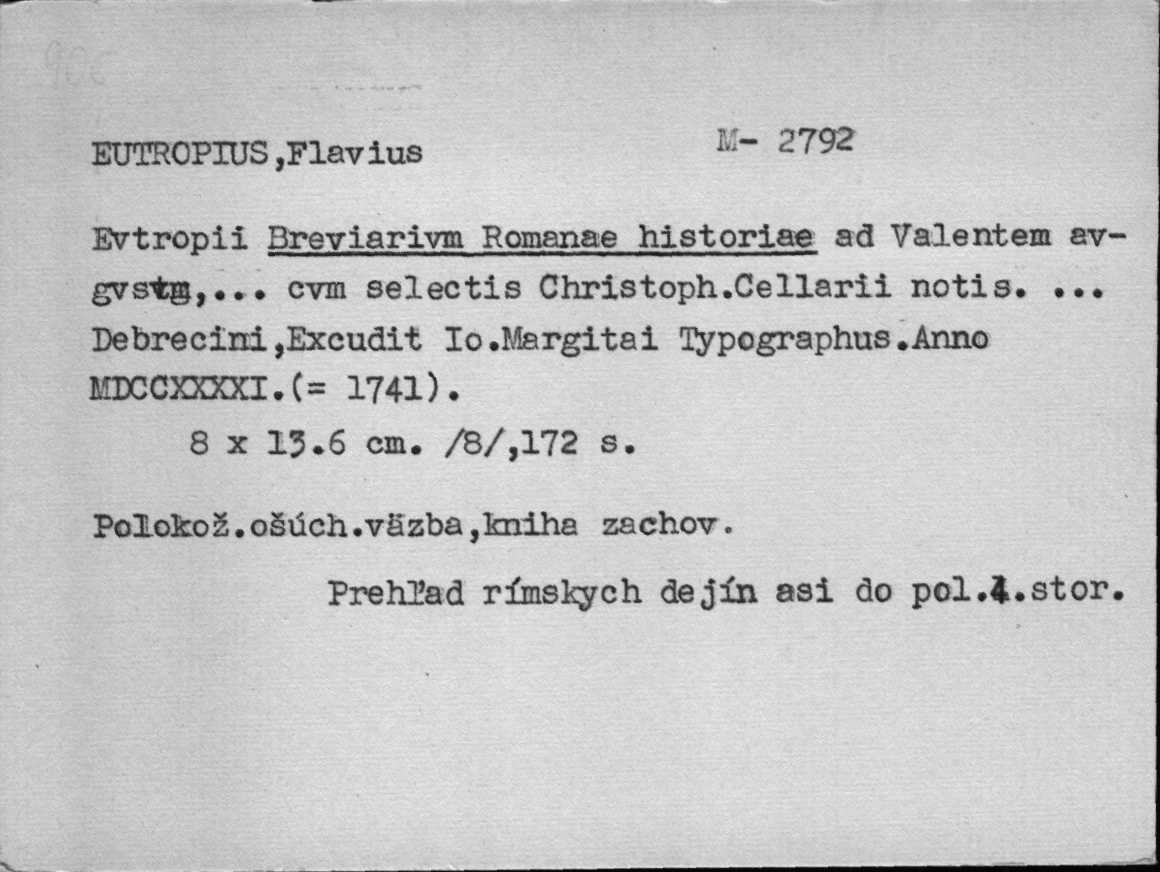 EUTROPIUS,Flavius M- 2792
Evtropii Breviarivm Romanae historiae ad Valentem av-
gvstm,... cvm selectis Christoph.Cellarii notis. ...
Debrecini,Excudit Io.Margitai Typographus.Anno
MDCCXXXXI.(= 1741).
8 x 13.6 cm. /8/,172 s.
Polokož.ošúch.väzba,kniha zachov.
Prehľad rímskych dejín asi do pol.4.stor.